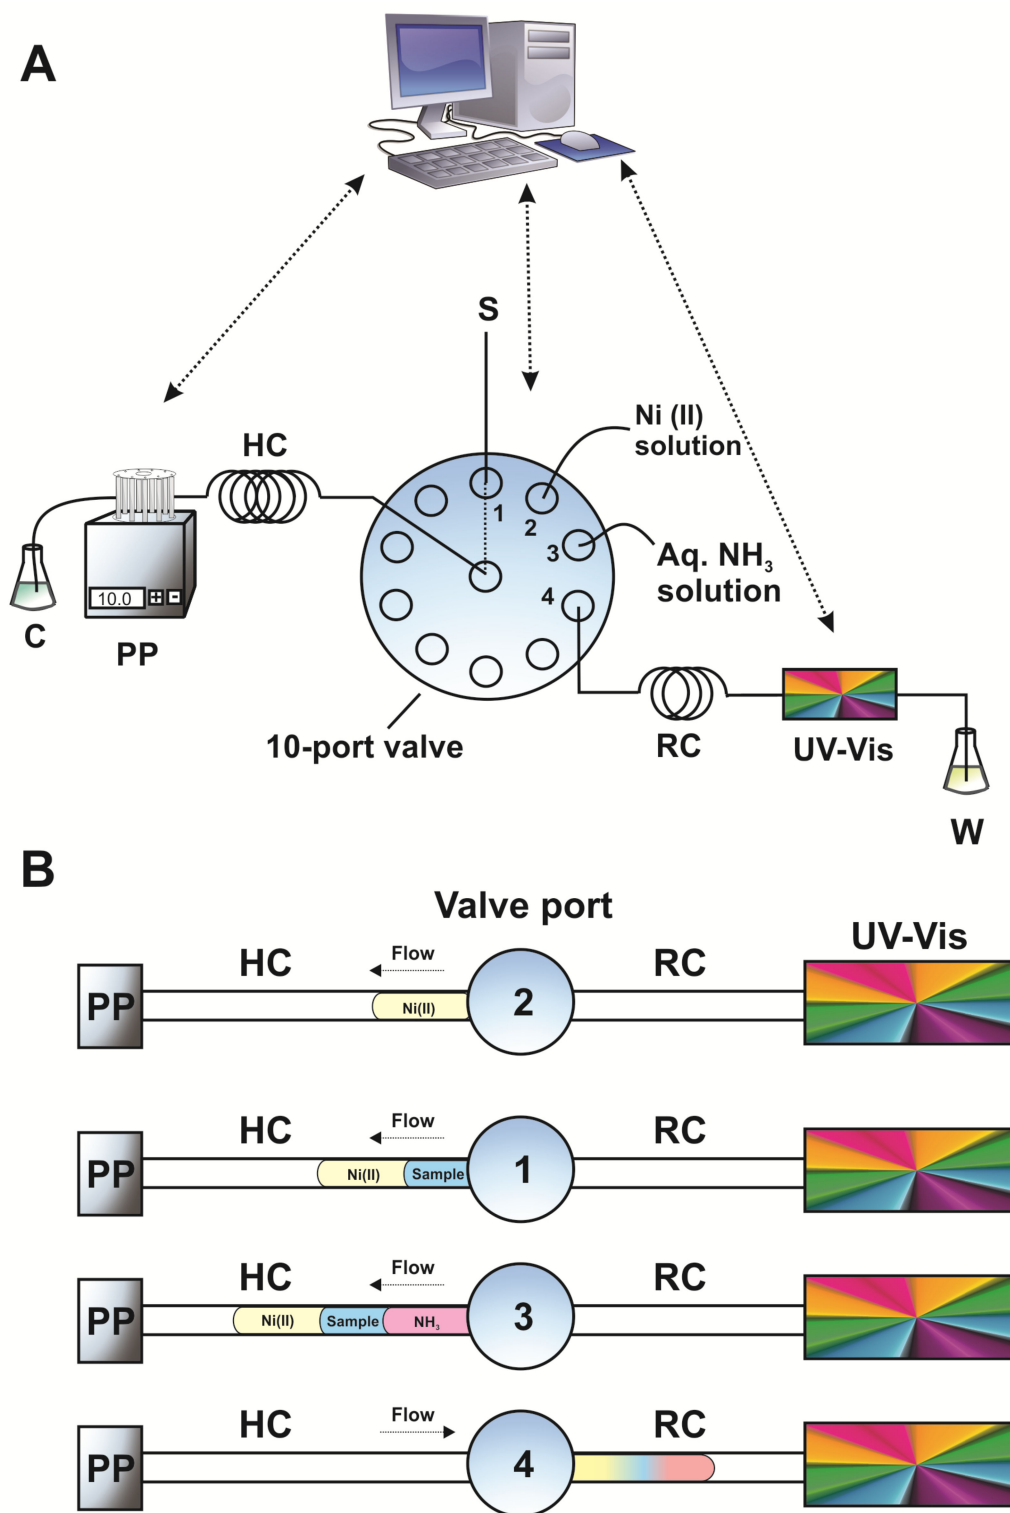 A
S
Ni (II)
solution
HC
1
2
3
4
Aq. NH₃
solution
10.0 + -
C
PP
10-port valve
RC
UV-Vis
W
B
Valve port
UV-Vis
HC
Flow
RC
PP
Ni(II)
2
HC
Flow
RC
PP
Ni(II) Sample
1
HC
Flow
RC
PP
Ni(II) Sample NH₃
3
HC
Flow
RC
PP
4